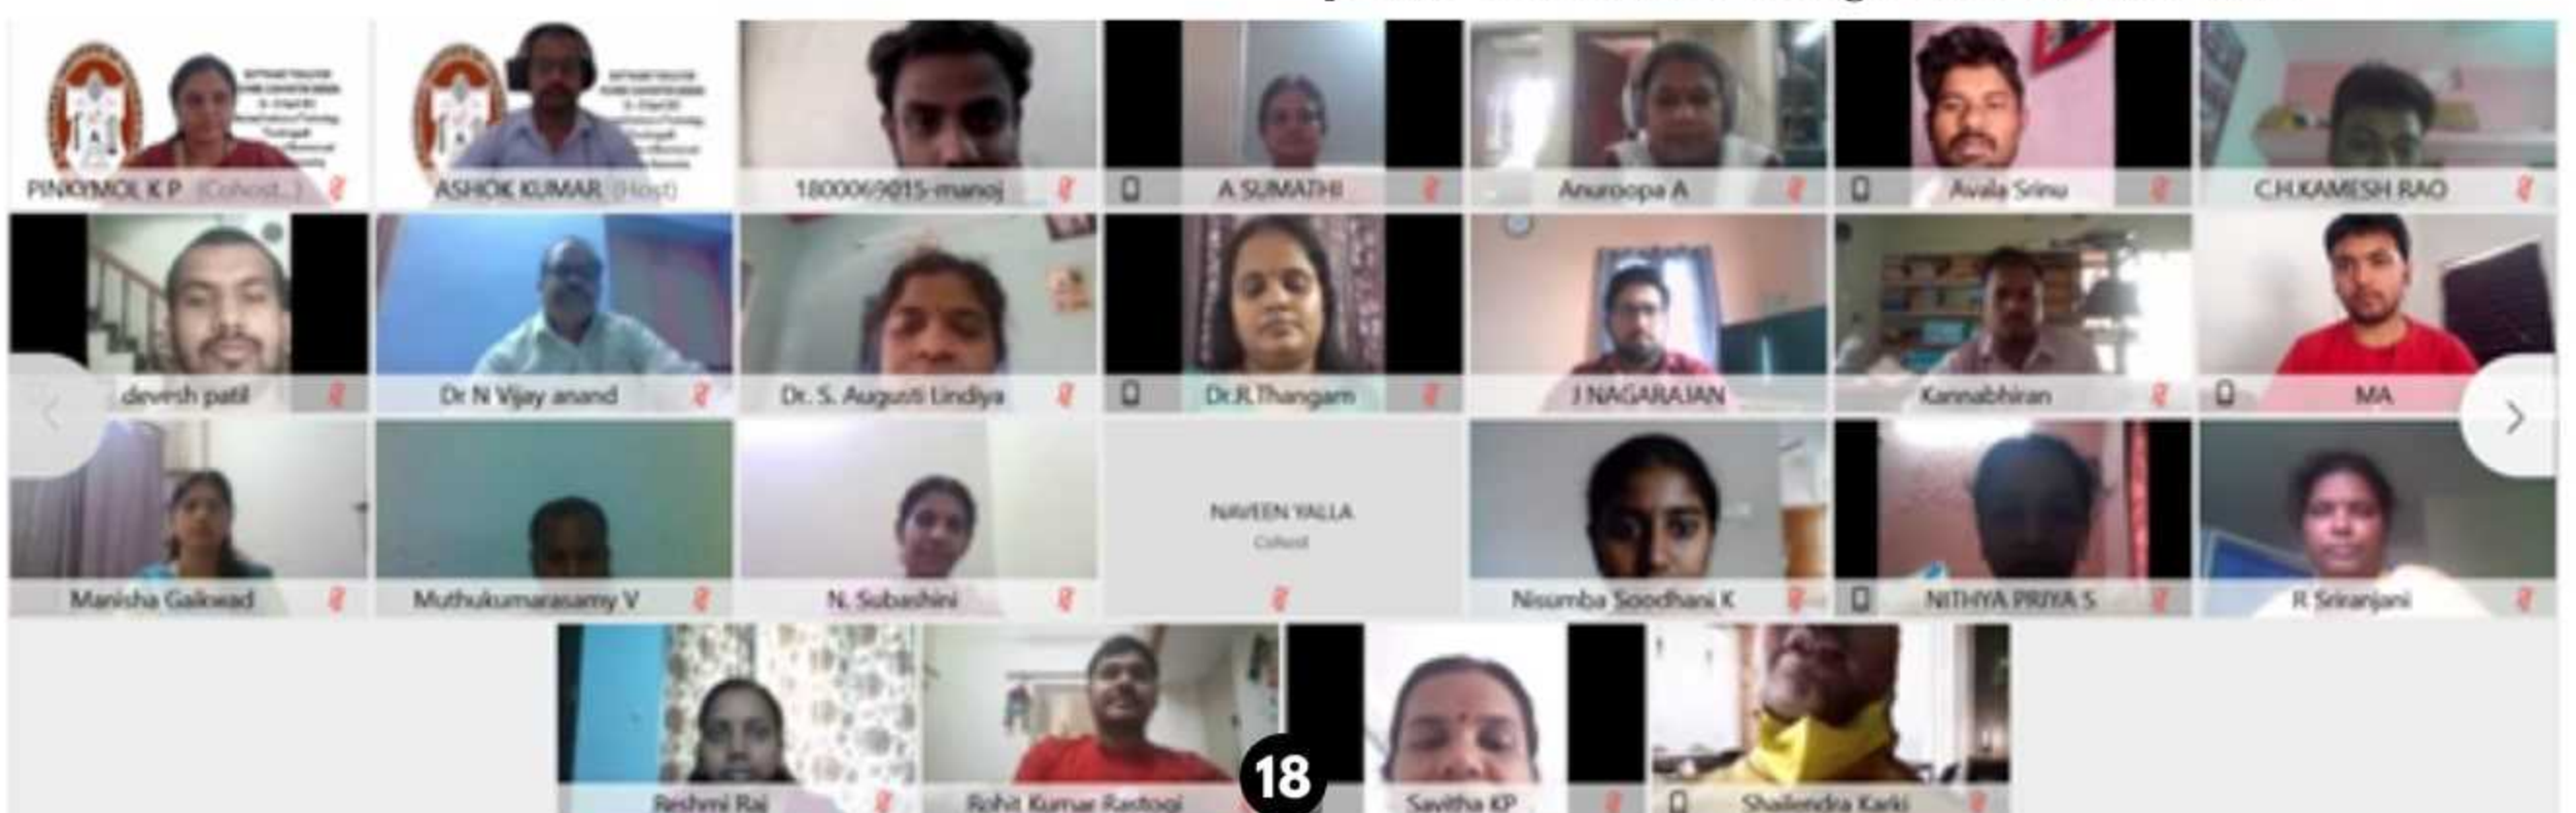 PINKYMOL K P (Cohost..)
ASHOK KUMAR (Host)
1800069015-manoj
A SUMATHI
Anuroopa A
Avala Srinu
C.H.KAMESH RAO
devesh patil
Dr N Vijay anand
Dr. S. Augusti Lindiya
Dr.R.Thangam
J NAGARAJAN
Kannabhiran
MA
Manisha Gaikwad
Muthukumarasamy V
N. Subashini
NAVEEN YALLA
Cohost
Nisumba Soodhani K
NITHYA PRIYA S
R Sriranjani
Reshmi Raj
Rohit Kumar Rastogi
Savitha KP
Shailendra Karki
18